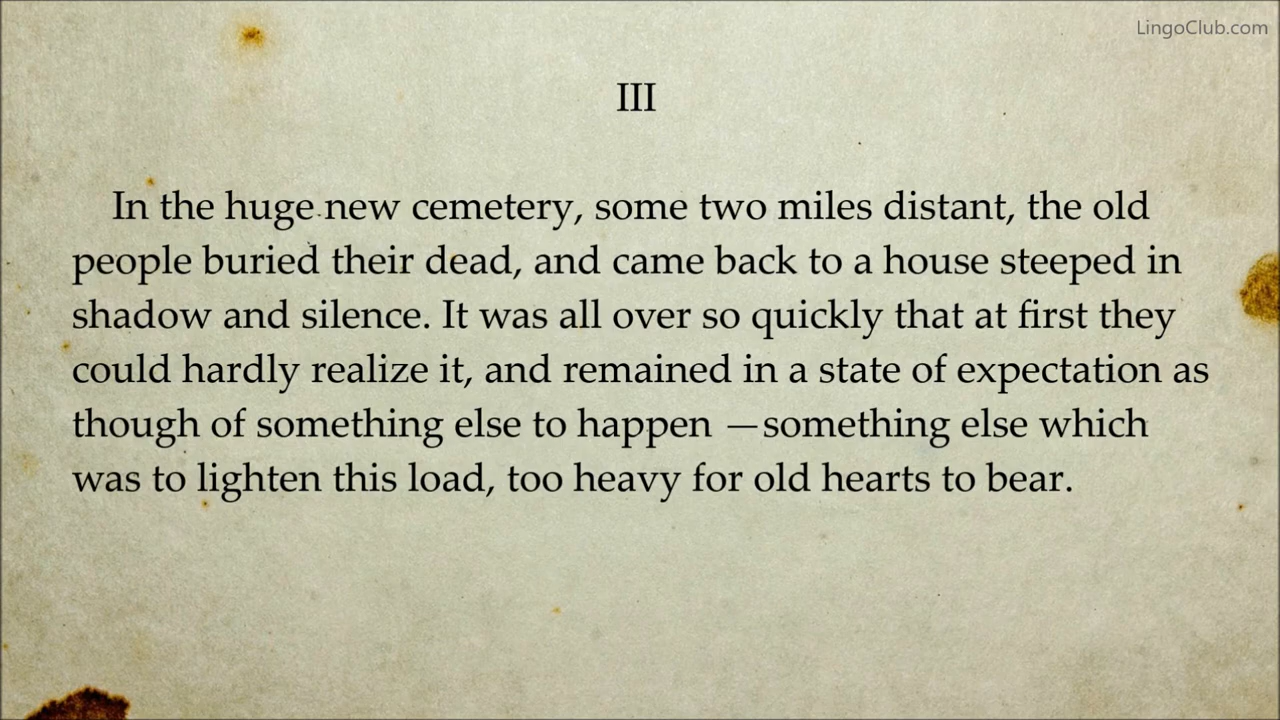 LingoClub.com
III
In the huge new cemetery, some two miles distant, the old
people buried their dead, and came back to a house steeped in
shadow and silence. It was all over so quickly that at first they
could hardly realize it, and remained in a state of expectation as
though of something else to happen —something else which
was to lighten this load, too heavy for old hearts to bear.